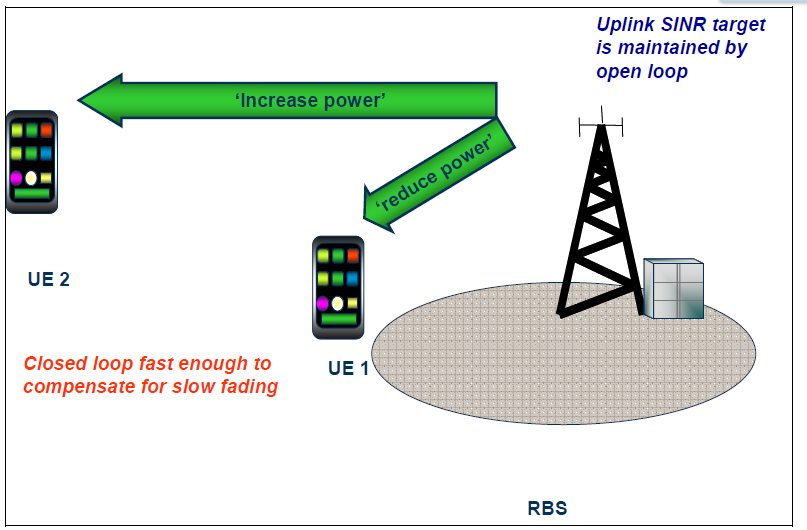 Uplink SINR target
is maintained by
open loop
‘Increase power’
‘reduce power’
UE 2
Closed loop fast enough to
compensate for slow fading
UE 1
RBS